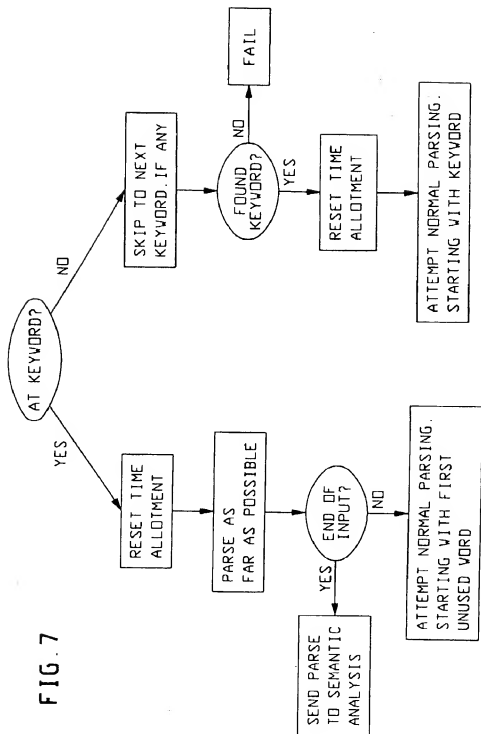 FIG. 7
AT KEYWORD?
YES
NO
RESET TIME
ALLOTMENT
PARSE AS
FAR AS POSSIBLE
END OF
INPUT?
YES
NO
SEND PARSE
TO SEMANTIC
ANALYSIS
ATTEMPT NORMAL PARSING.
STARTING WITH FIRST
UNUSED WORD
SKIP TO NEXT
KEYWORD. IF ANY
FOUND
KEYWORD?
NO
YES
FAIL
RESET TIME
ALLOTMENT
ATTEMPT NORMAL PARSING.
STARTING WITH KEYWORD